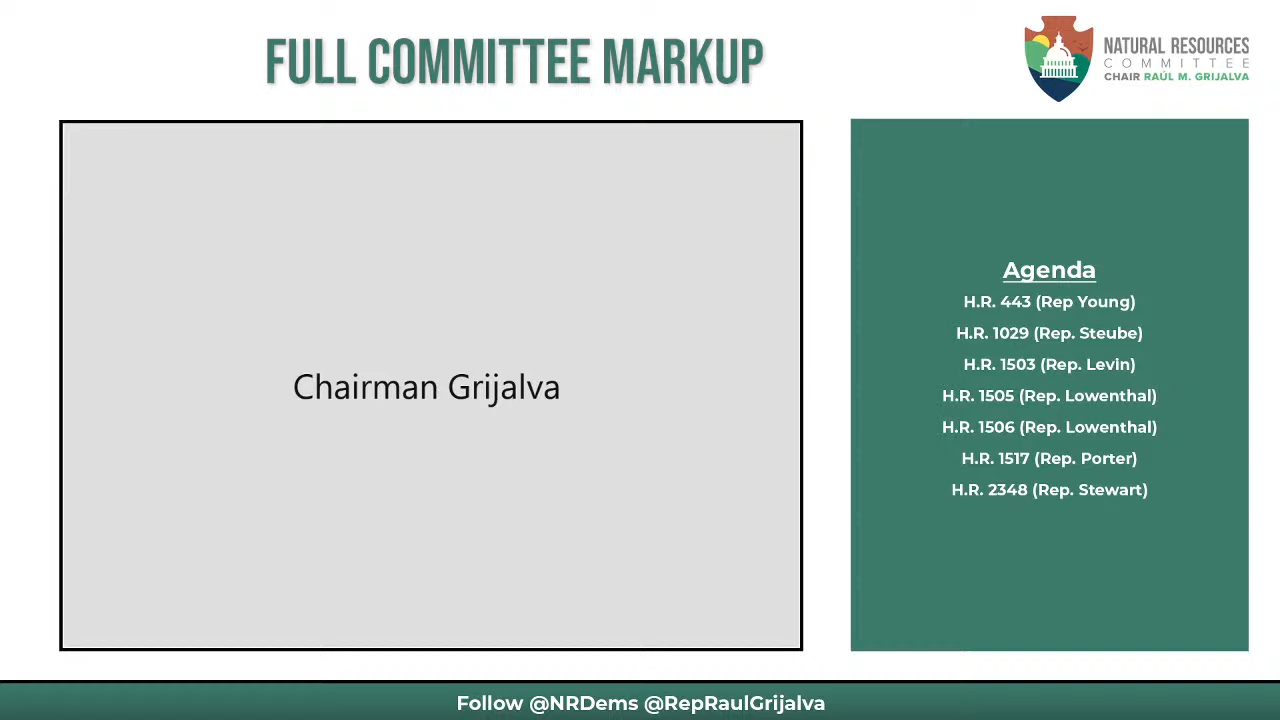 FULL COMMITTEE MARKUP
NATURAL RESOURCES
COMMITTEE
CHAIR RAÚL M. GRIJALVA
Chairman Grijalva
Agenda
H.R. 443 (Rep Young)
H.R. 1029 (Rep. Steube)
H.R. 1503 (Rep. Levin)
H.R. 1505 (Rep. Lowenthal)
H.R. 1506 (Rep. Lowenthal)
H.R. 1517 (Rep. Porter)
H.R. 2348 (Rep. Stewart)
Follow @NRDems @RepRaulGrijalva